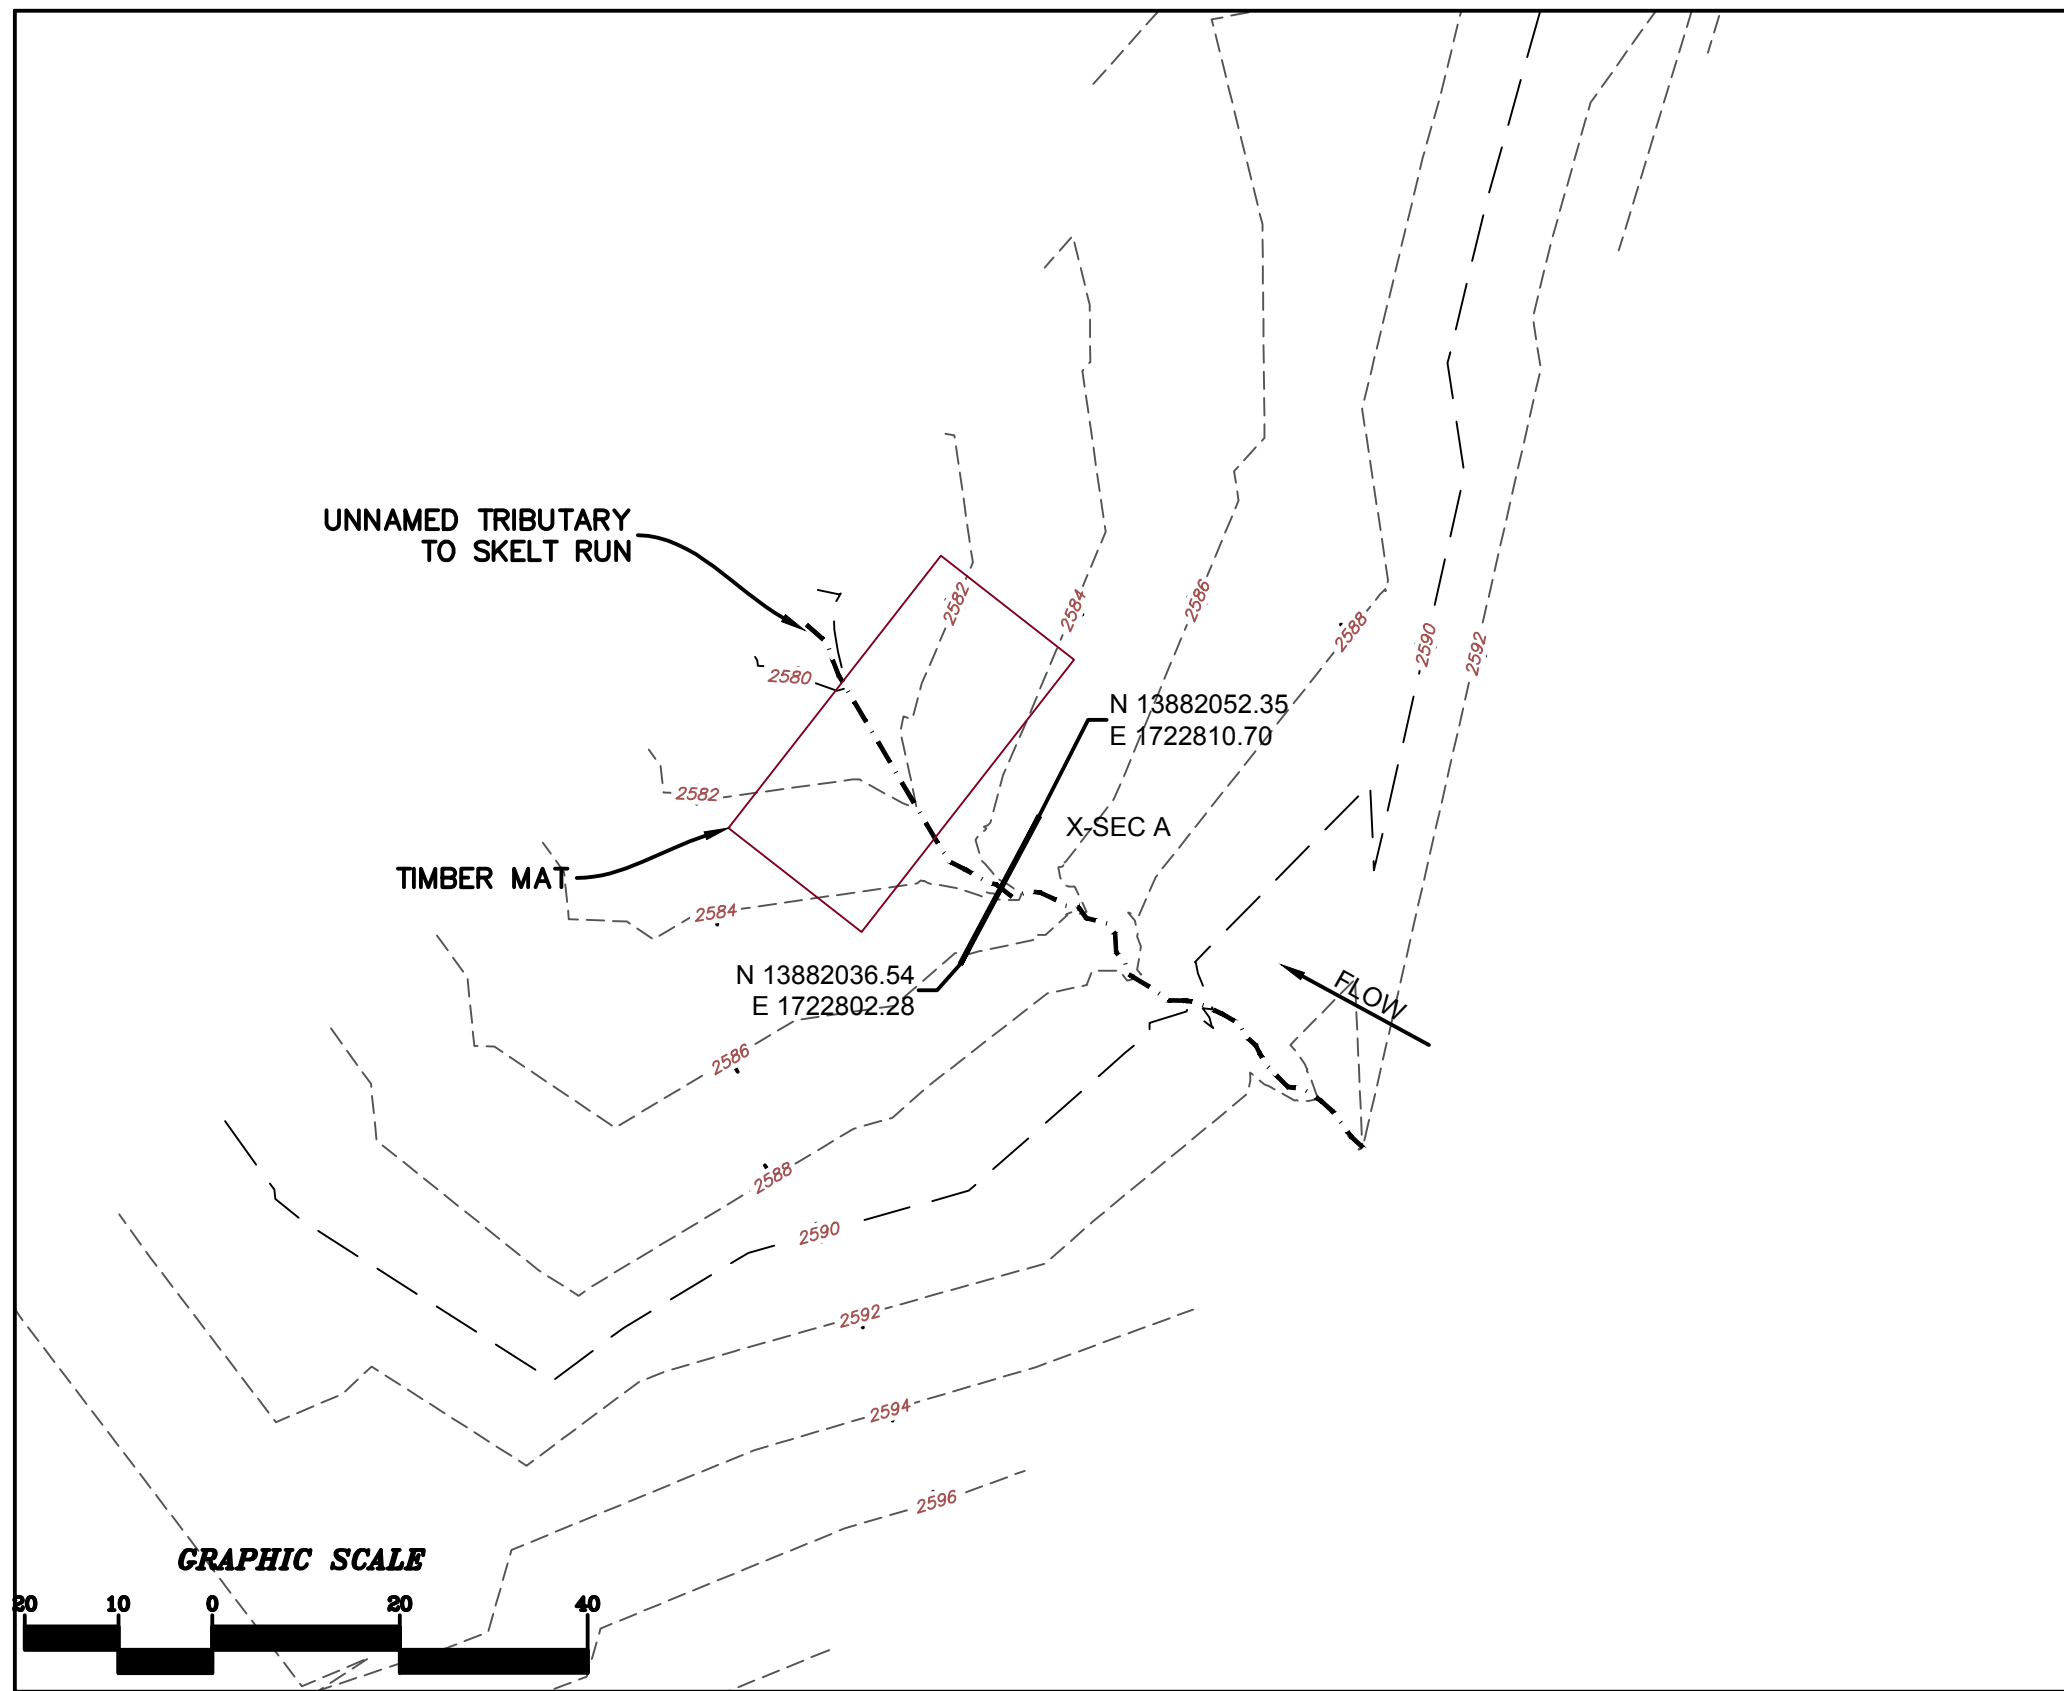 UNNAMED TRIBUTARY
TO SKELT RUN
2582
2584
2586
2588
2590
2592
2580
N 13882052.35
E 1722810.70
2582
X-SEC A
TIMBER MAT
2584
N 13882036.54
E 1722802.28
FLOW
2586
2588
2590
2592
2594
2596
GRAPHIC SCALE
20 10 0 20 40